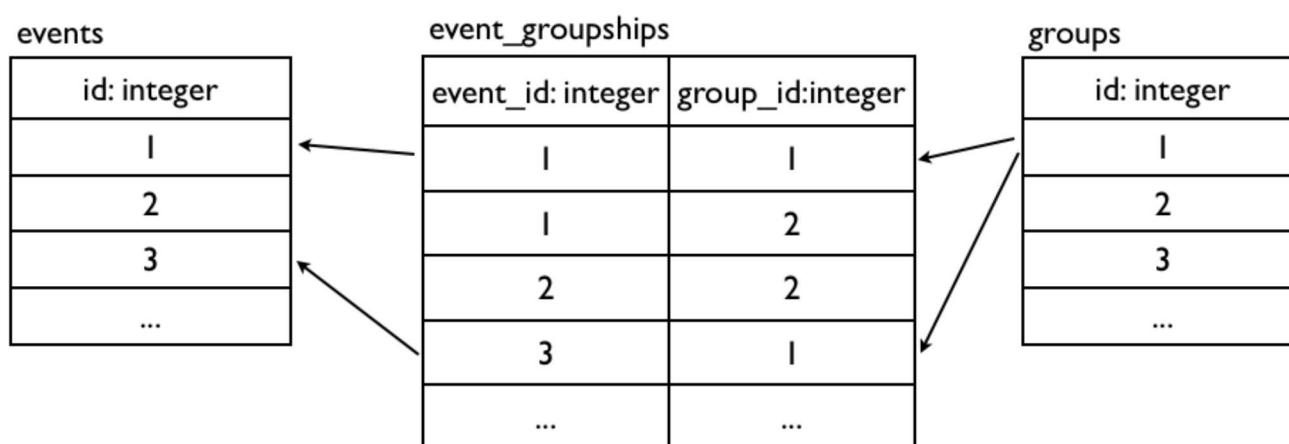 events
id: integer
1
2
3
...
event_groupships
event_id: integer group_id:integer
1 1
1 2
2 2
3 1
... ...
groups
id: integer
1
2
3
...